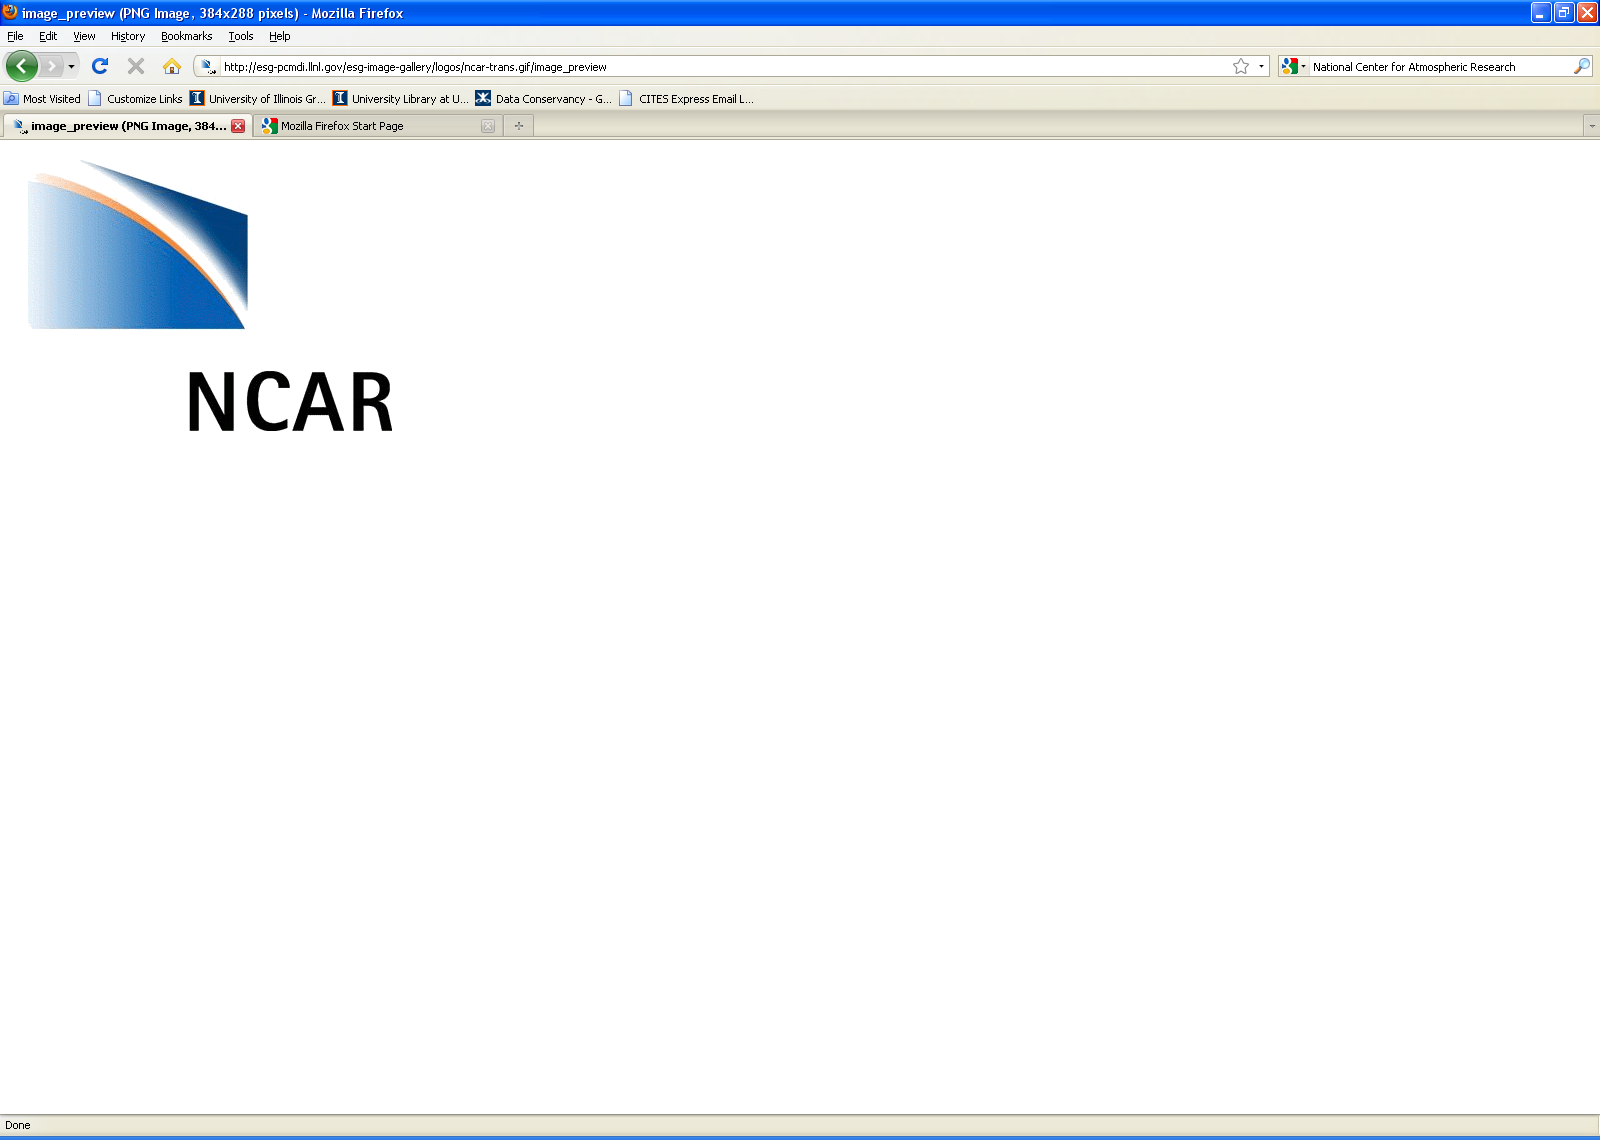 image_preview (PNG Image, 384x288 pixels) - Mozilla Firefox
File Edit View History Bookmarks Tools Help
http://esg-pcmdi.llnl.gov/esg-image-gallery/logos/ncar-trans.gif/image_preview National Center for Atmospheric Research
Most Visited Customize Links University of Illinois Gr... University Library at U... Data Conservancy - G... CITES Express Email L...
image_preview (PNG Image, 384... Mozilla Firefox Start Page
NCAR
Done